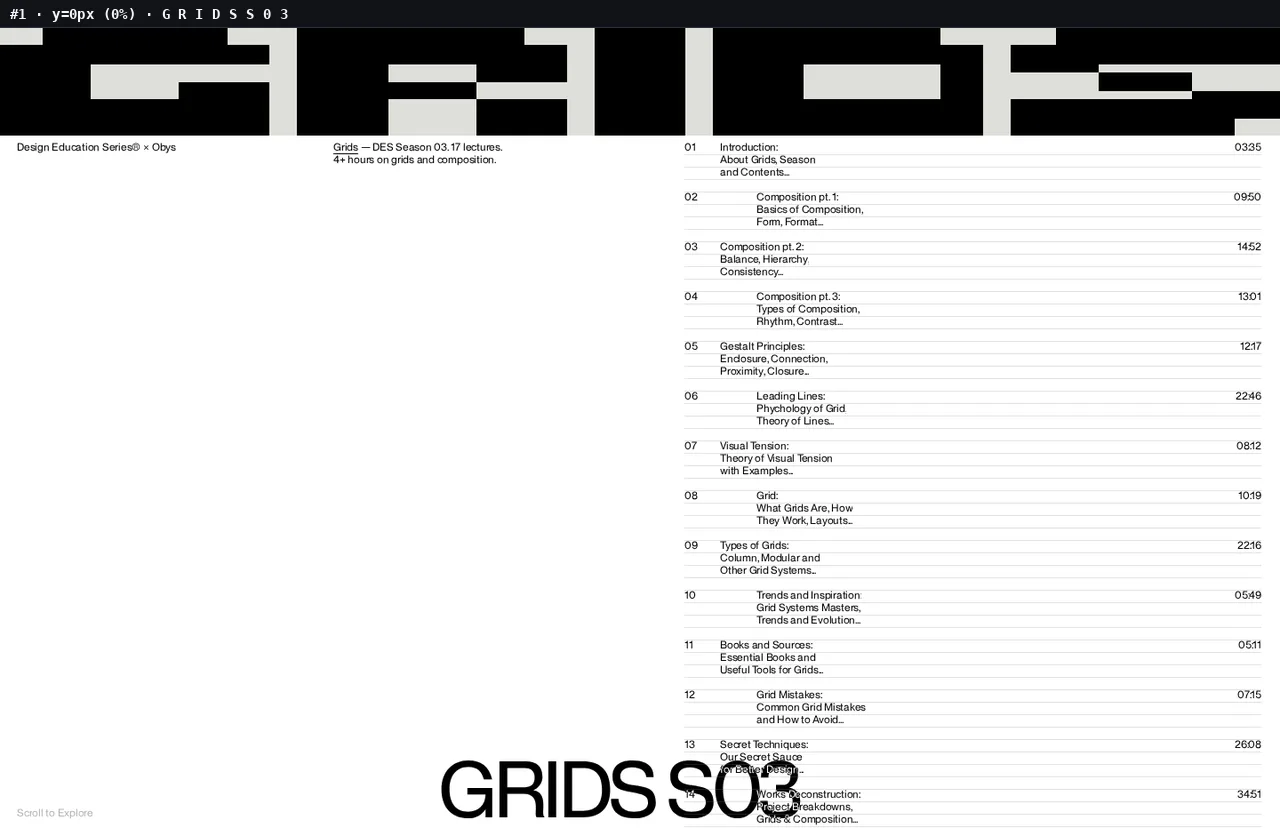 #1 · y=0px (0%) · G R I D S S 0 3
Design Education Series® × Obys
Grids — DES Season 03. 17 lectures.
4+ hours on grids and composition.
01 Introduction: 03:35
About Grids, Season
and Contents...
02 Composition pt. 1: 09:50
Basics of Composition,
Form, Format...
03 Composition pt. 2: 14:52
Balance, Hierarchy
Consistency...
04 Composition pt. 3: 13:01
Types of Composition,
Rhythm, Contrast...
05 Gestalt Principles: 12:17
Enclosure, Connection,
Proximity, Closure...
06 Leading Lines: 22:46
Phychology of Grid
Theory of Lines...
07 Visual Tension: 08:12
Theory of Visual Tension
with Examples...
08 Grid: 10:19
What Grids Are, How
They Work, Layouts...
09 Types of Grids: 22:16
Column, Modular and
Other Grid Systems...
10 Trends and Inspiration 05:49
Grid Systems Masters,
Trends and Evolution...
11 Books and Sources: 05:11
Essential Books and
Useful Tools for Grids...
12 Grid Mistakes: 07:15
Common Grid Mistakes
and How to Avoid...
13 Secret Techniques: 26:08
Our Secret Sauce
for Better Design...
14 Works Deconstruction: 34:51
Project Breakdowns,
Grids & Composition...
GRIDS S03
Scroll to Explore